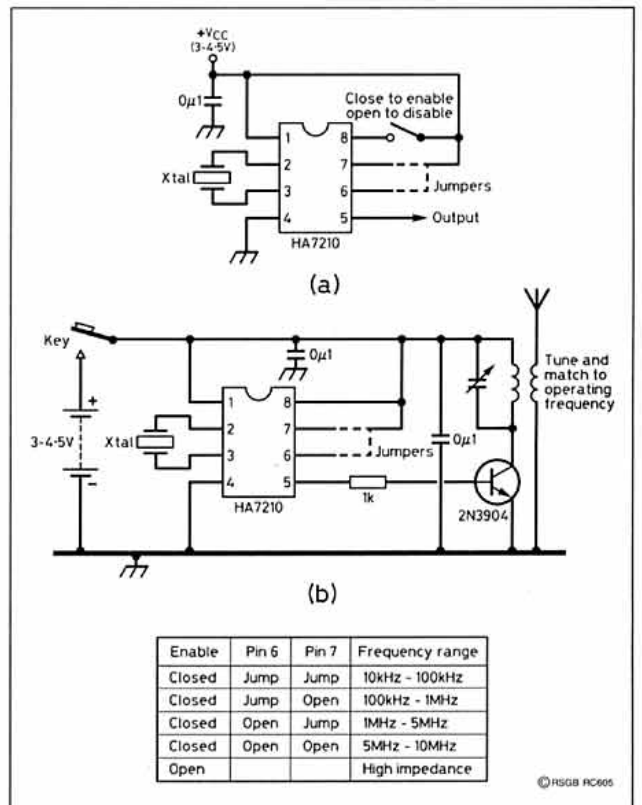 +VCC
(3-4·5V)
0µ1
Close to enable
open to disable
1
8
2
7
Xtal
3
6
Jumpers
4
5
Output
HA7210
(a)
Key
0µ1
Tune and
match to
operating
frequency
1
8
+
2
7
3-4·5V
Xtal
Jumpers
0µ1
3
6
−
4
5
1k
HA7210
2N3904
(b)
Enable Pin 6 Pin 7 Frequency range
Closed Jump Jump 10kHz - 100kHz
Closed Jump Open 100kHz - 1MHz
Closed Open Jump 1MHz - 5MHz
Closed Open Open 5MHz - 10MHz
Open High impedance
© RSGB RC605